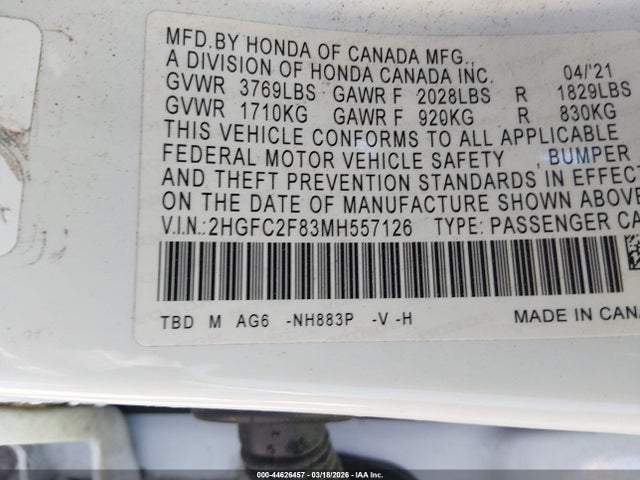 MFD.BY HONDA OF CANADA MFG.,
A DIVISION OF HONDA CANADA INC. 04/'21
GVWR 3769LBS GAWR F 2028LBS R 1829LBS
GVWR 1710KG GAWR F 920KG R 830KG
THIS VEHICLE CONFORMS TO ALL APPLICABLE
FEDERAL MOTOR VEHICLE SAFETY , BUMPER
AND THEFT PREVENTION STANDARDS IN EFFECT
ON THE DATE OF MANUFACTURE SHOWN ABOVE.
V.I.N.:2HGFC2F83MH557126 TYPE: PASSENGER CA
TBD M AG6 -NH883P -V -H MADE IN CANA
000-44626457 | 03/18/2026 | IAA Inc.